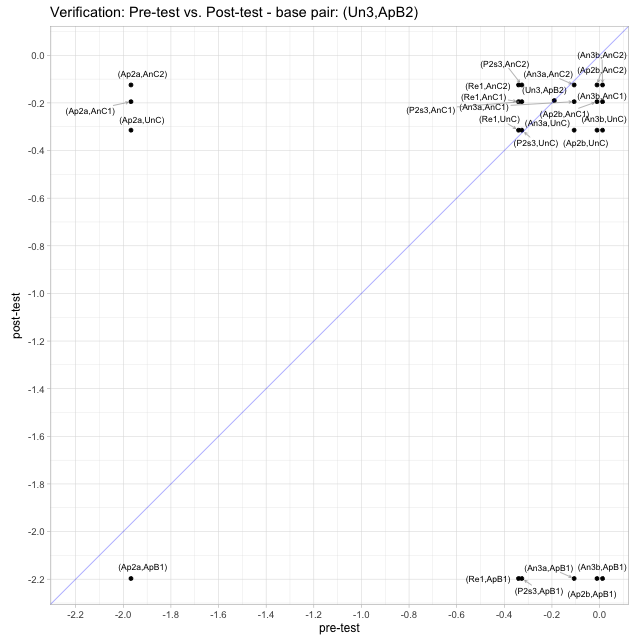 Verification: Pre-test vs. Post-test - base pair: (Un3,ApB2)
post-test
0.0
-0.2
-0.4
-0.6
-0.8
-1.0
-1.2
-1.4
-1.6
-1.8
-2.0
-2.2
(An3b,AnC2)
(P2s3,AnC2)
(Ap2a,AnC2)
(An3a,AnC2)
(Ap2b,AnC2)
(Re1,AnC2)
(Un3,ApB2)
(Re1,AnC1)
(An3b,AnC1)
(Ap2a,AnC1)
(P2s3,AnC1)
(An3a,AnC1)
(Ap2b,AnC1)
(Ap2a,UnC)
(Re1,UnC)
(An3a,UnC)
(An3b,UnC)
(P2s3,UnC)
(Ap2b,UnC)
(Ap2a,ApB1)
(An3a,ApB1)
(An3b,ApB1)
(Re1,ApB1)
(P2s3,ApB1)
(Ap2b,ApB1)
-2.2
-2.0
-1.8
-1.6
-1.4
-1.2
-1.0
-0.8
-0.6
-0.4
-0.2
0.0
pre-test